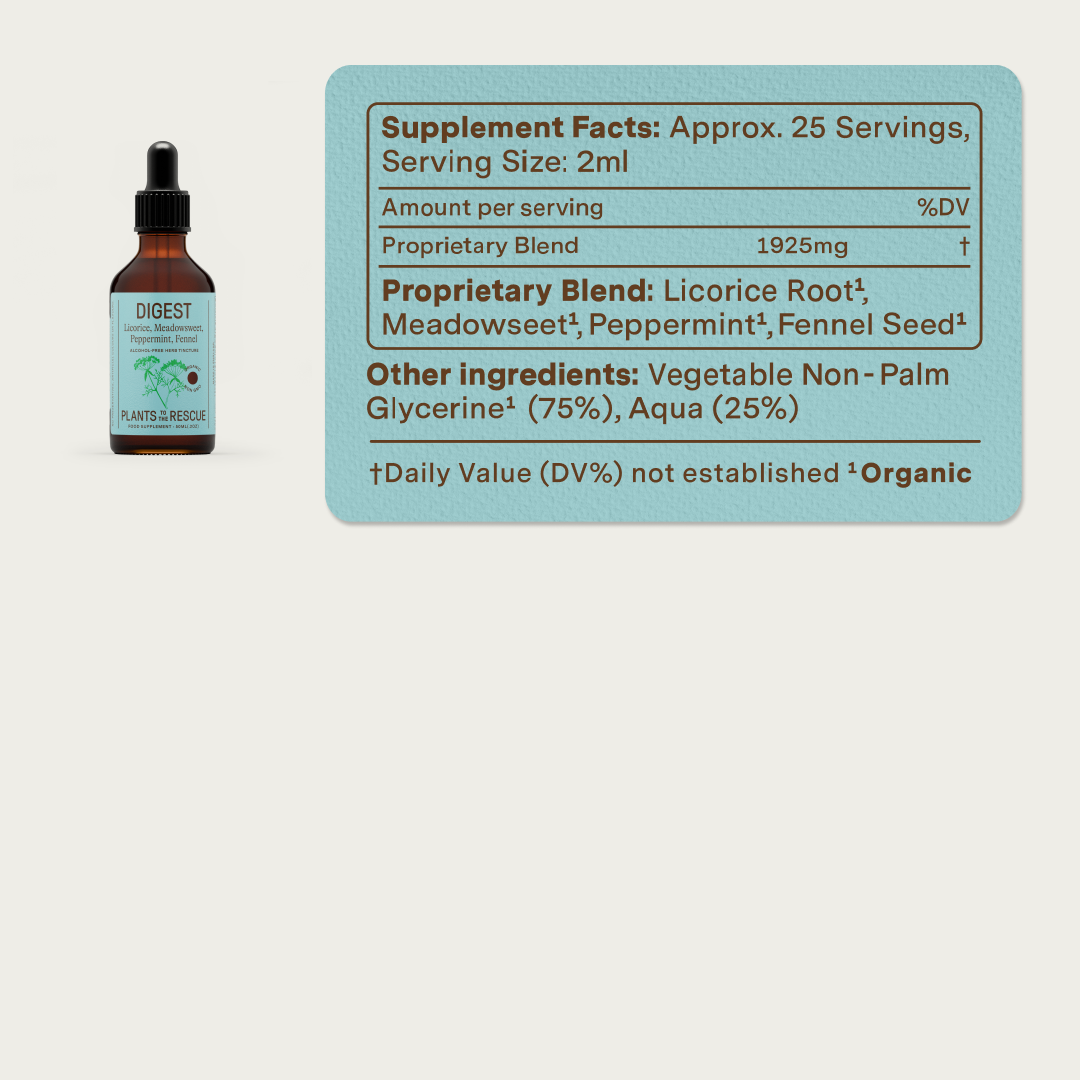 DIGEST
Licorice, Meadowsweet,
Peppermint, Fennel
ALCOHOL-FREE HERB TINCTURE
PLANTS TO THE RESCUE
FOOD SUPPLEMENT
Supplement Facts: Approx. 25 Servings,
Serving Size: 2ml
Amount per serving %DV
Proprietary Blend 1925mg †
Proprietary Blend: Licorice Root¹,
Meadowseet¹, Peppermint¹, Fennel Seed¹
Other ingredients: Vegetable Non-Palm
Glycerine¹ (75%), Aqua (25%)
†Daily Value (DV%) not established ¹Organic